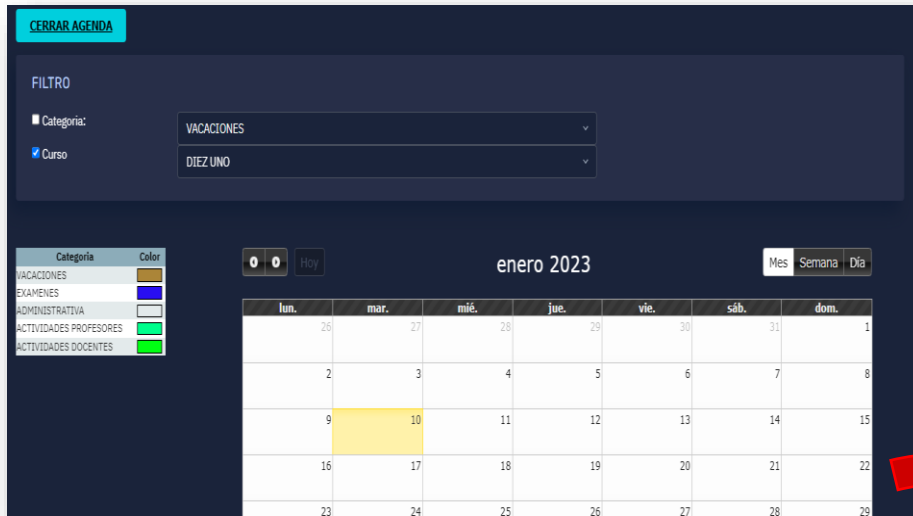 CERRAR AGENDA
FILTRO
Categoria:
VACACIONES
Curso
DIEZ UNO
Categoria Color
VACACIONES
EXAMENES
ADMINISTRATIVA
ACTIVIDADES PROFESORES
ACTIVIDADES DOCENTES
Hoy
enero 2023
Mes Semana Día
lun. mar. mié. jue. vie. sáb. dom.
26 27 28 29 30 31 1
2 3 4 5 6 7 8
9 10 11 12 13 14 15
16 17 18 19 20 21 22
23 24 25 26 27 28 29